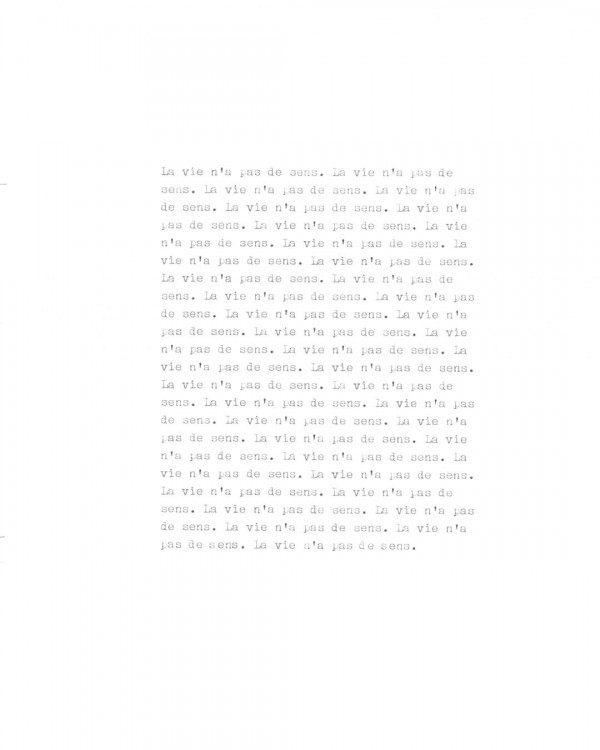 La vie n'a pas de sens. La vie n'a pas de
sens. La vie n'a pas de sens. La vie n'a pas
de sens. La vie n'a pas de sens. La vie n'a
pas de sens. La vie n'a pas de sens. La vie
n'a pas de sens. La vie n'a pas de sens. La
vie n'a pas de sens. La vie n'a pas de sens.
La vie n'a pas de sens. La vie n'a pas de
sens. La vie n'a pas de sens. La vie n'a pas
de sens. La vie n'a pas de sens. La vie n'a
pas de sens. La vie n'a pas de sens. La vie
n'a pas de sens. La vie n'a pas de sens. La
vie n'a pas de sens. La vie n'a pas de sens.
La vie n'a pas de sens. La vie n'a pas de
sens. La vie n'a pas de sens. La vie n'a pas
de sens. La vie n'a pas de sens. La vie n'a
pas de sens. La vie n'a pas de sens. La vie
n'a pas de sens. La vie n'a pas de sens. La
vie n'a pas de sens. La vie n'a pas de sens.
La vie n'a pas de sens. La vie n'a pas de
sens. La vie n'a pas de sens. La vie n'a pas
de sens. La vie n'a pas de sens. La vie n'a
pas de sens. La vie n'a pas de sens.